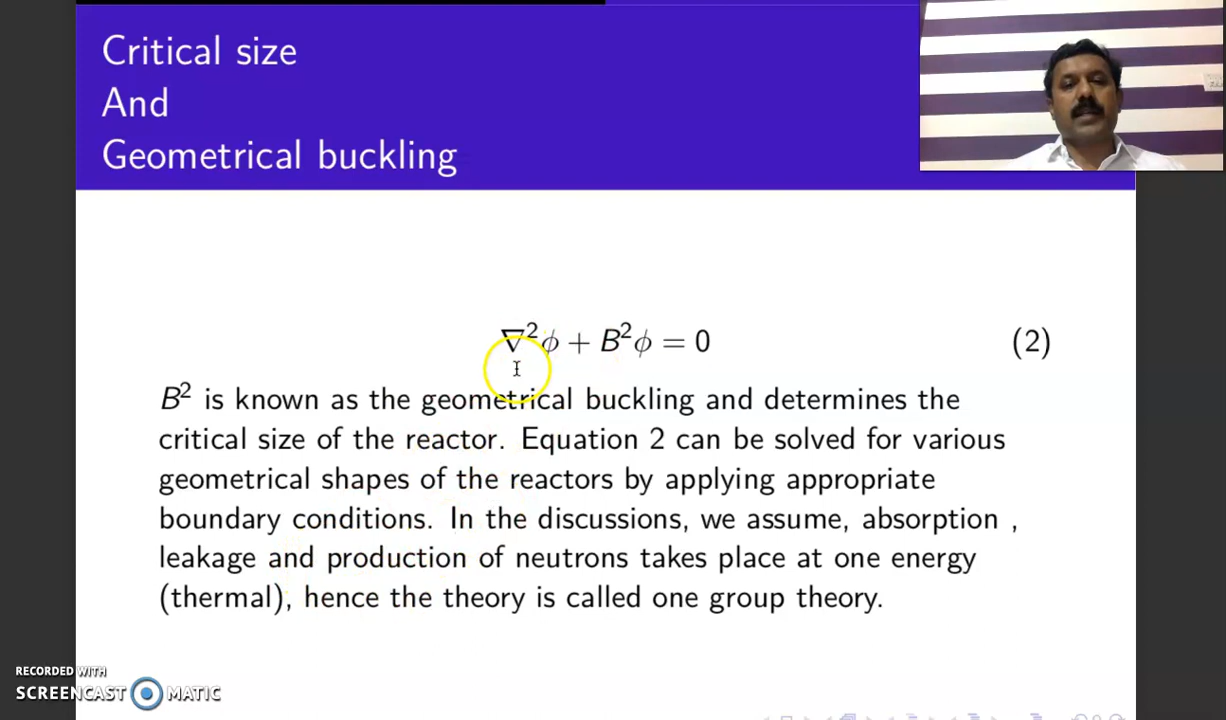 Critical size
And
Geometrical buckling
∇²ϕ + B²ϕ = 0 (2)
B² is known as the geometrical buckling and determines the
critical size of the reactor. Equation 2 can be solved for various
geometrical shapes of the reactors by applying appropriate
boundary conditions. In the discussions, we assume, absorption ,
leakage and production of neutrons takes place at one energy
(thermal), hence the theory is called one group theory.
RECORDED WITH
SCREENCAST MATIC